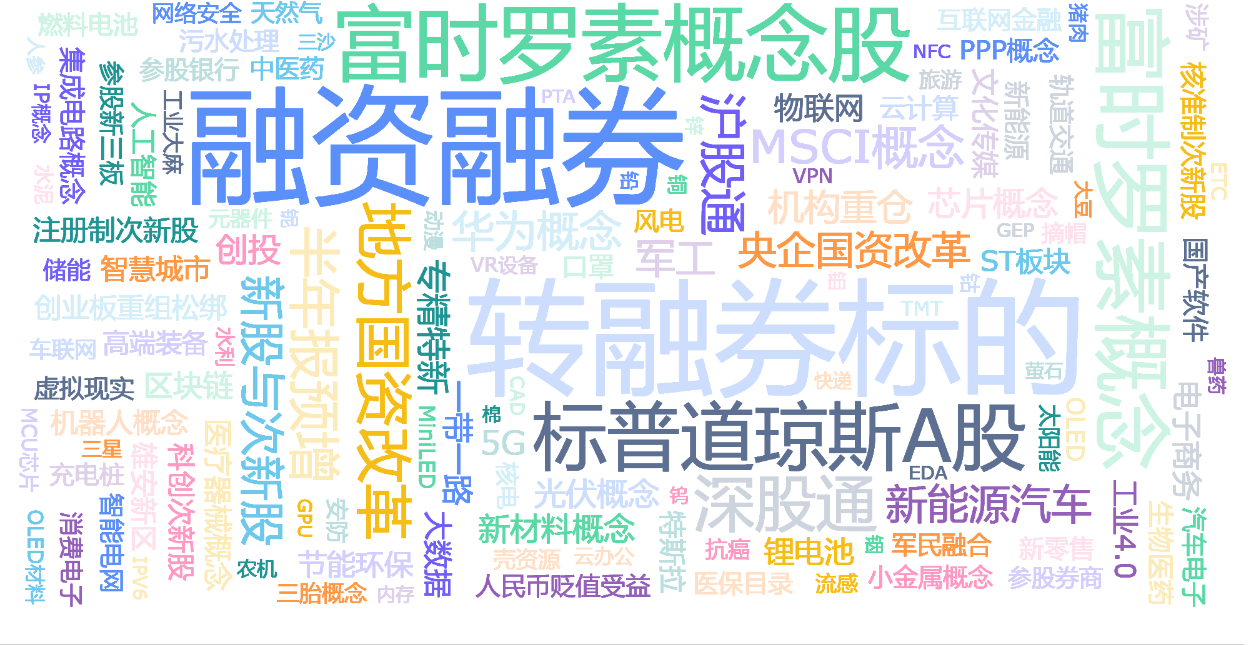 燃料电池
网络安全
天然气
富时罗素概念股
互联网金融
猪肉
富时罗素概念
涉矿
污水处理
三沙
NFC
PPP概念
人参
集成电路概念
参股新三板
参股银行
中医药
旅游
文化传媒
新能源
轨道交通
核准制次新股
IP概念
人工智能
工业大麻
融资融券
PTA
锌
沪股通
物联网
云计算
MSCI概念
VPN
ETC
水泥
铅
铜
大豆
注册制次新股
元器件
地方国资改革
动漫
华为概念
风电
机构重仓
芯片概念
GEP
摘帽
创投
半年报预增
军工
央企国资改革
ST板块
国产软件
储能
智慧城市
专精特新
VR设备
口罩
钴
新股与次新股
转融券标的
TMT
创业板重组松绑
车联网
高端装备
水利
兽药
虚拟现实
区块链
一带一路
CAD
快递
萤石
电子商务
MCU芯片
机器人概念
MiniLED
棉
标普道琼斯A股
太阳能
OLED
三星
雄安新区
科创次新股
医疗器械概念
5G
充电桩
核电
EDA
智能电网
GPU
安防
光伏概念
钨
深股通
新能源汽车
工业4.0
生物医药
汽车电子
OLED材料
消费电子
大数据
新材料概念
特斯拉
抗癌
锂电池
军民融合
新零售
IPV6
农机
节能环保
壳资源
云办公
三胎概念
内存
人民币贬值受益
医保目录
流感
小金属概念
参股券商